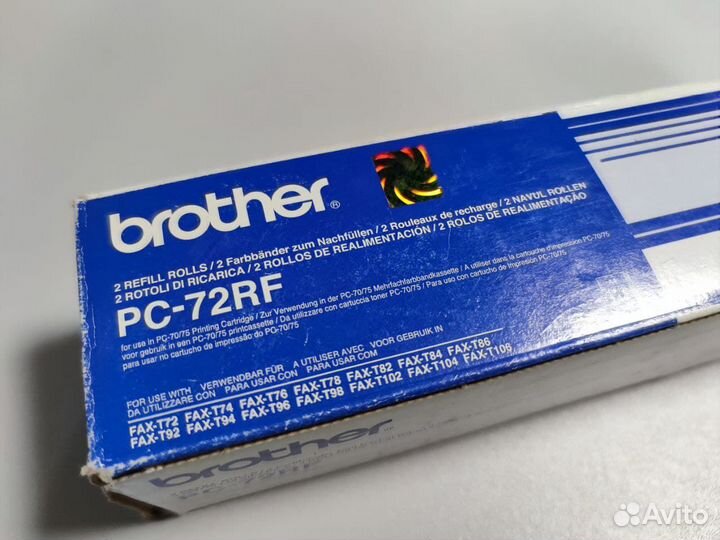 brother®
2 REFILL ROLLS / 2 Farbbänder zum Nachfüllen / 2 Rouleaux de recharge / 2 NAVUL ROLLEN
2 ROTOLI DI RICARICA / 2 ROLLOS DE REALIMENTACIÓN / 2 ROLOS DE REALIMENTAÇÃO
PC-72RF
for use in PC-70/75 Printing Cartridge / Zur Verwendung in der PC-70/75 Mehrfachfarbbandkassette / A utiliser dans la cartouche d'impression PC-70/75
voor gebruik in een PC-70/75 printcassette / Da utilizzare con cartuccia toner PC-70/75 / Para uso en cartucho de impresión PC-70/75
para usar no cartucho de impressão do PC-70/75
FOR USE WITH VERWENDBAR FÜR A UTILISER AVEC VOOR GEBRUIK IN
DA UTILIZZARE CON PARA USAR CON PARA USAR COM
FAX-T72 FAX-T74 FAX-T76 FAX-T78 FAX-T82 FAX-T84 FAX-T86
FAX-T92 FAX-T94 FAX-T96 FAX-T98 FAX-T102 FAX-T104 FAX-T106
brother
PC-72RF
Avito